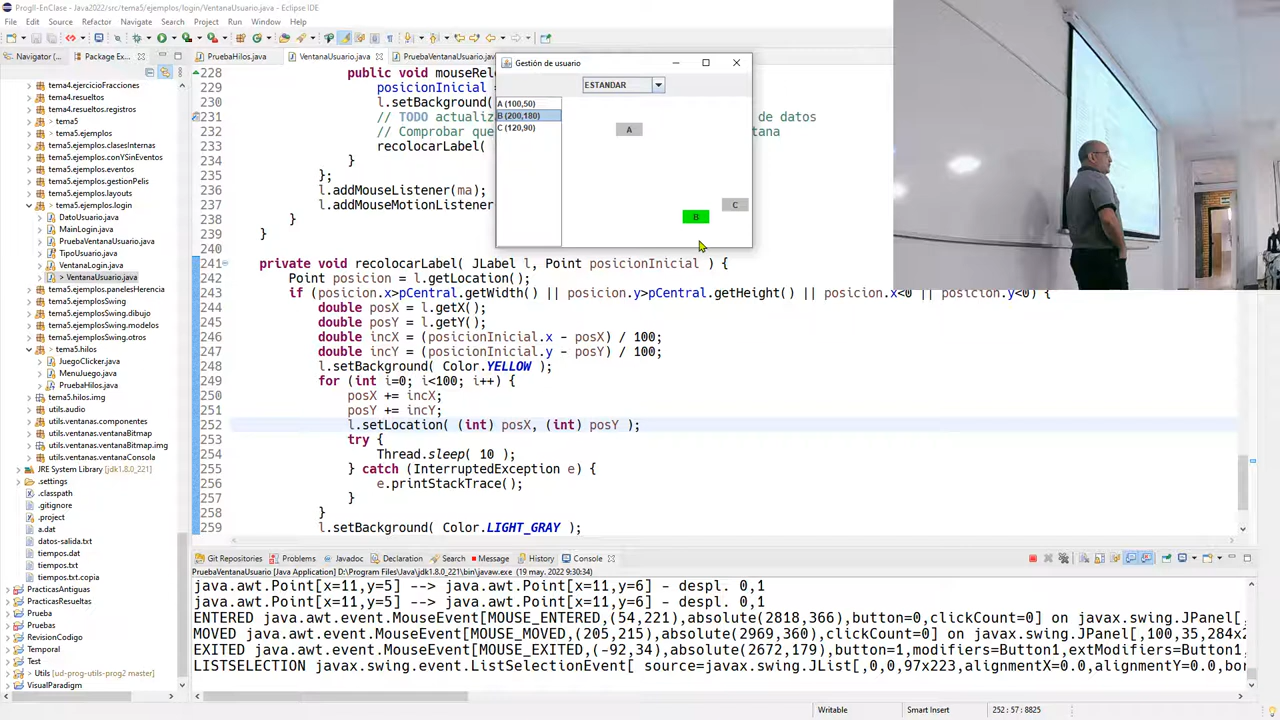 ProgII-EnClase - Java2022/src/tema5/ejemplos/login/VentanaUsuario.java - Eclipse IDE
File Edit Source Refactor Navigate Search Project Run Window Help
Navigator ( Package Ex...
PruebaHilos.java
VentanaUsuario.java
PruebaVentanaUsuario.java
tema4.ejercicioFracciones
tema4.resueltos
tema4.resueltos.registros
tema5
tema5.ejemplos
tema5.ejemplos.clasesInternas
tema5.ejemplos.conYSinEventos
tema5.ejemplos.eventos
tema5.ejemplos.gestionPelis
tema5.ejemplos.layouts
tema5.ejemplos.login
DatoUsuario.java
MainLogin.java
PruebaVentanaUsuario.java
TipoUsuario.java
VentanaLogin.java
> VentanaUsuario.java
tema5.ejemplos.panelesHerencia
tema5.ejemplosSwing
tema5.ejemplosSwing.dibujo
tema5.ejemplosSwing.modelos
tema5.ejemplosSwing.otros
tema5.hilos
JuegoClicker.java
MenuJuego.java
PruebaHilos.java
tema5.hilos.img
utils.audio
utils.ventanas.componentes
utils.ventanas.ventanaBitmap
utils.ventanas.ventanaBitmap.img
utils.ventanas.ventanaConsola
JRE System Library [jdk1.8.0_221]
.settings
.classpath
.gitignore
.project
a.dat
datos-salida.txt
tiempos.dat
tiempos.txt
tiempos.txt.copia
PracticasAntiguas
PracticasResueltas
Prueba
Pruebas
RevisionCodigo
Temporal
Test
> Utils [ud-prog-utils-prog2 master]
VisualParadigm
228 public void mouseRele
229 posicionInicial =
230 l.setBackground(
231 // TODO actualiza de datos
232 // Comprobar que tana
233 recolocarLabel(
234 }
235 };
236 l.addMouseListener(ma);
237 l.addMouseMotionListener
238 }
239 }
240
241 private void recolocarLabel( JLabel l, Point posicionInicial ) {
242 Point posicion = l.getLocation();
243 if (posicion.x>pCentral.getWidth() || posicion.y>pCentral.getHeight() || posicion.x<0 || posicion.y<0) {
244 double posX = l.getX();
245 double posY = l.getY();
246 double incX = (posicionInicial.x - posX) / 100;
247 double incY = (posicionInicial.y - posY) / 100;
248 l.setBackground( Color.YELLOW );
249 for (int i=0; i<100; i++) {
250 posX += incX;
251 posY += incY;
252 l.setLocation( (int) posX, (int) posY );
253 try {
254 Thread.sleep( 10 );
255 } catch (InterruptedException e) {
256 e.printStackTrace();
257 }
258 }
259 l.setBackground( Color.LIGHT_GRAY );
Gestión de usuario
ESTANDAR
A (100,50)
B (200,180)
C (120,90)
A
C
B
Git Repositories Problems Javadoc Declaration Search Message History Console
PruebaVentanaUsuario [Java Application] D:\Program Files\Java\jdk1.8.0_221\bin\javaw.exe (19 may. 2022 9:30:34)
java.awt.Point[x=11,y=5] --> java.awt.Point[x=11,y=6] - despl. 0,1
java.awt.Point[x=11,y=5] --> java.awt.Point[x=11,y=6] - despl. 0,1
ENTERED java.awt.event.MouseEvent[MOUSE_ENTERED,(54,221),absolute(2818,366),button=0,clickCount=0] on javax.swing.JPanel[,
MOVED java.awt.event.MouseEvent[MOUSE_MOVED,(205,215),absolute(2969,360),clickCount=0] on javax.swing.JPanel[,100,35,284x2
EXITED java.awt.event.MouseEvent[MOUSE_EXITED,(-92,34),absolute(2672,179),button=1,modifiers=Button1,extModifiers=Button1,
LISTSELECTION javax.swing.event.ListSelectionEvent[ source=javax.swing.JList[,0,0,97x223,alignmentX=0.0,alignmentY=0.0,bor
Writable Smart Insert 252 : 57 : 8825